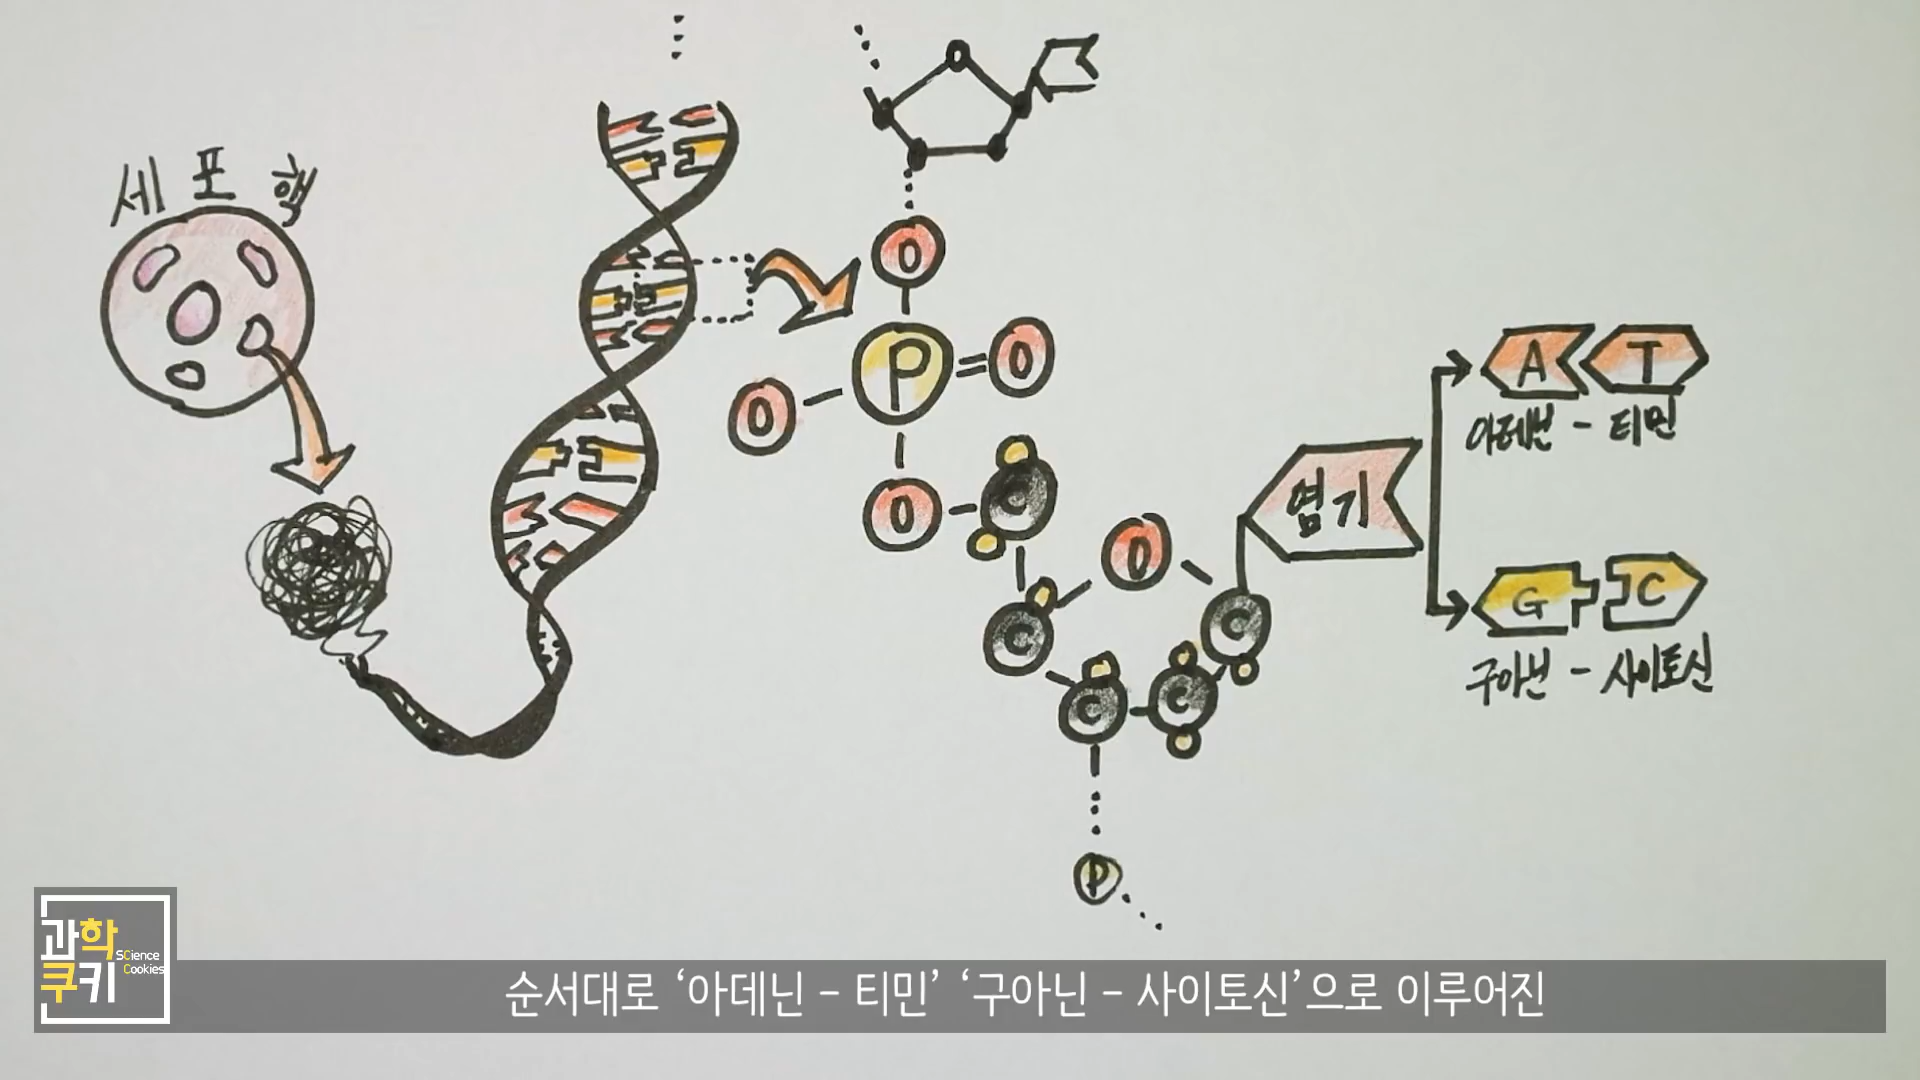 세포핵
O
O
P
O
O
O
C
O
C
C
C
C
P
염기
A T
아데닌 - 티민
G C
구아닌 - 사이토신
과학쿠키
Science Cookies
순서대로 ‘아데닌 - 티민’ ‘구아닌 - 사이토신’으로 이루어진